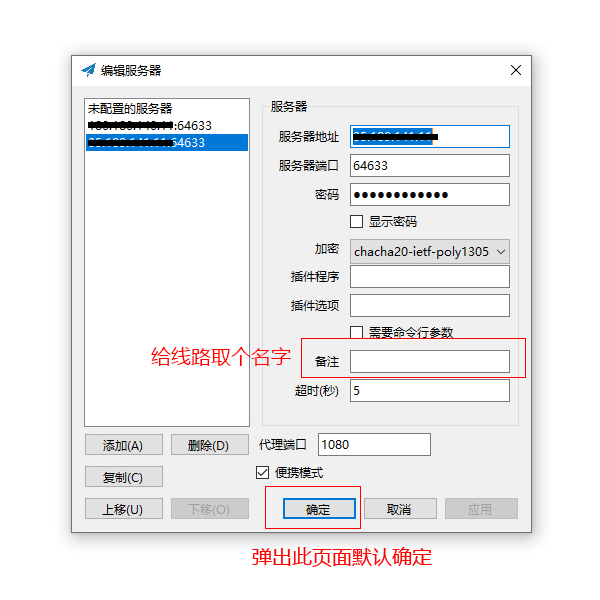 编辑服务器
未配置的服务器
:64633
64633
服务器
服务器地址
服务器端口 64633
密码 ●●●●●●●●●●●●
显示密码
加密 chacha20-ietf-poly1305
插件程序
插件选项
需要命令行参数
给线路取个名字
备注
超时(秒) 5
添加(A) 删除(D) 代理端口 1080
复制(C) 便携模式
上移(U) 下移(O) 确定 取消 应用
弹出此页面默认确定